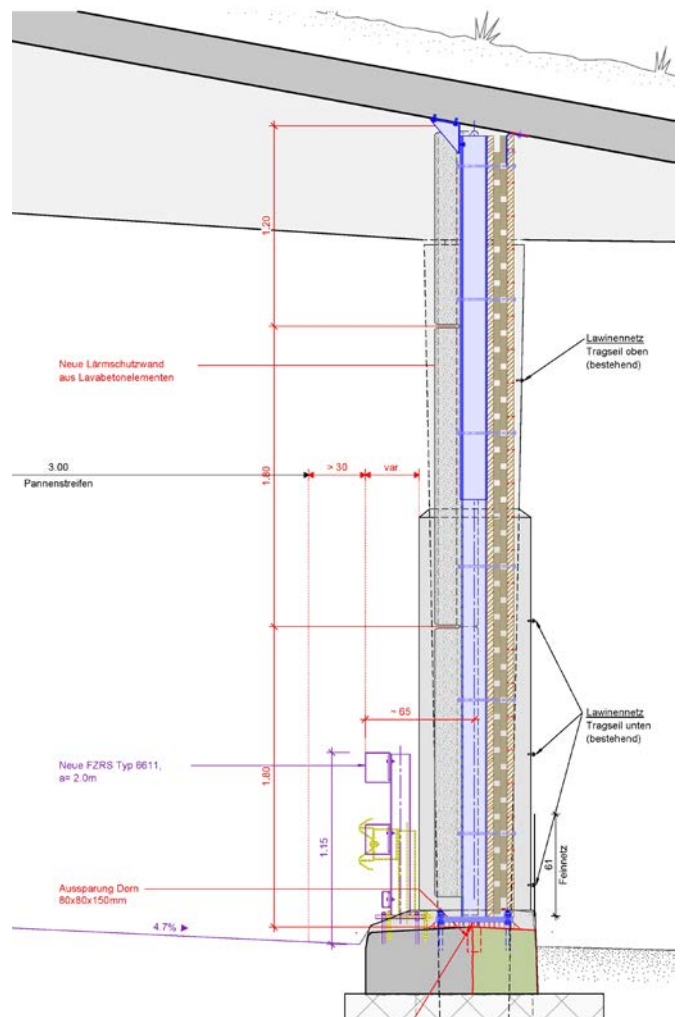 1.20
Neue Lärmschutzwand
aus Lavabetonelementen
Lawinennetz
Tragseil oben
(bestehend)
3.00
Pannenstreifen
> 30
var
1.80
~ 65
Lawinennetz
Tragseil unten
(bestehend)
Neue FZRS Typ 6611,
a= 2.0m
1.80
1.15
61
Feinnetz
Aussparung Dorn
80x80x150mm
4.7%